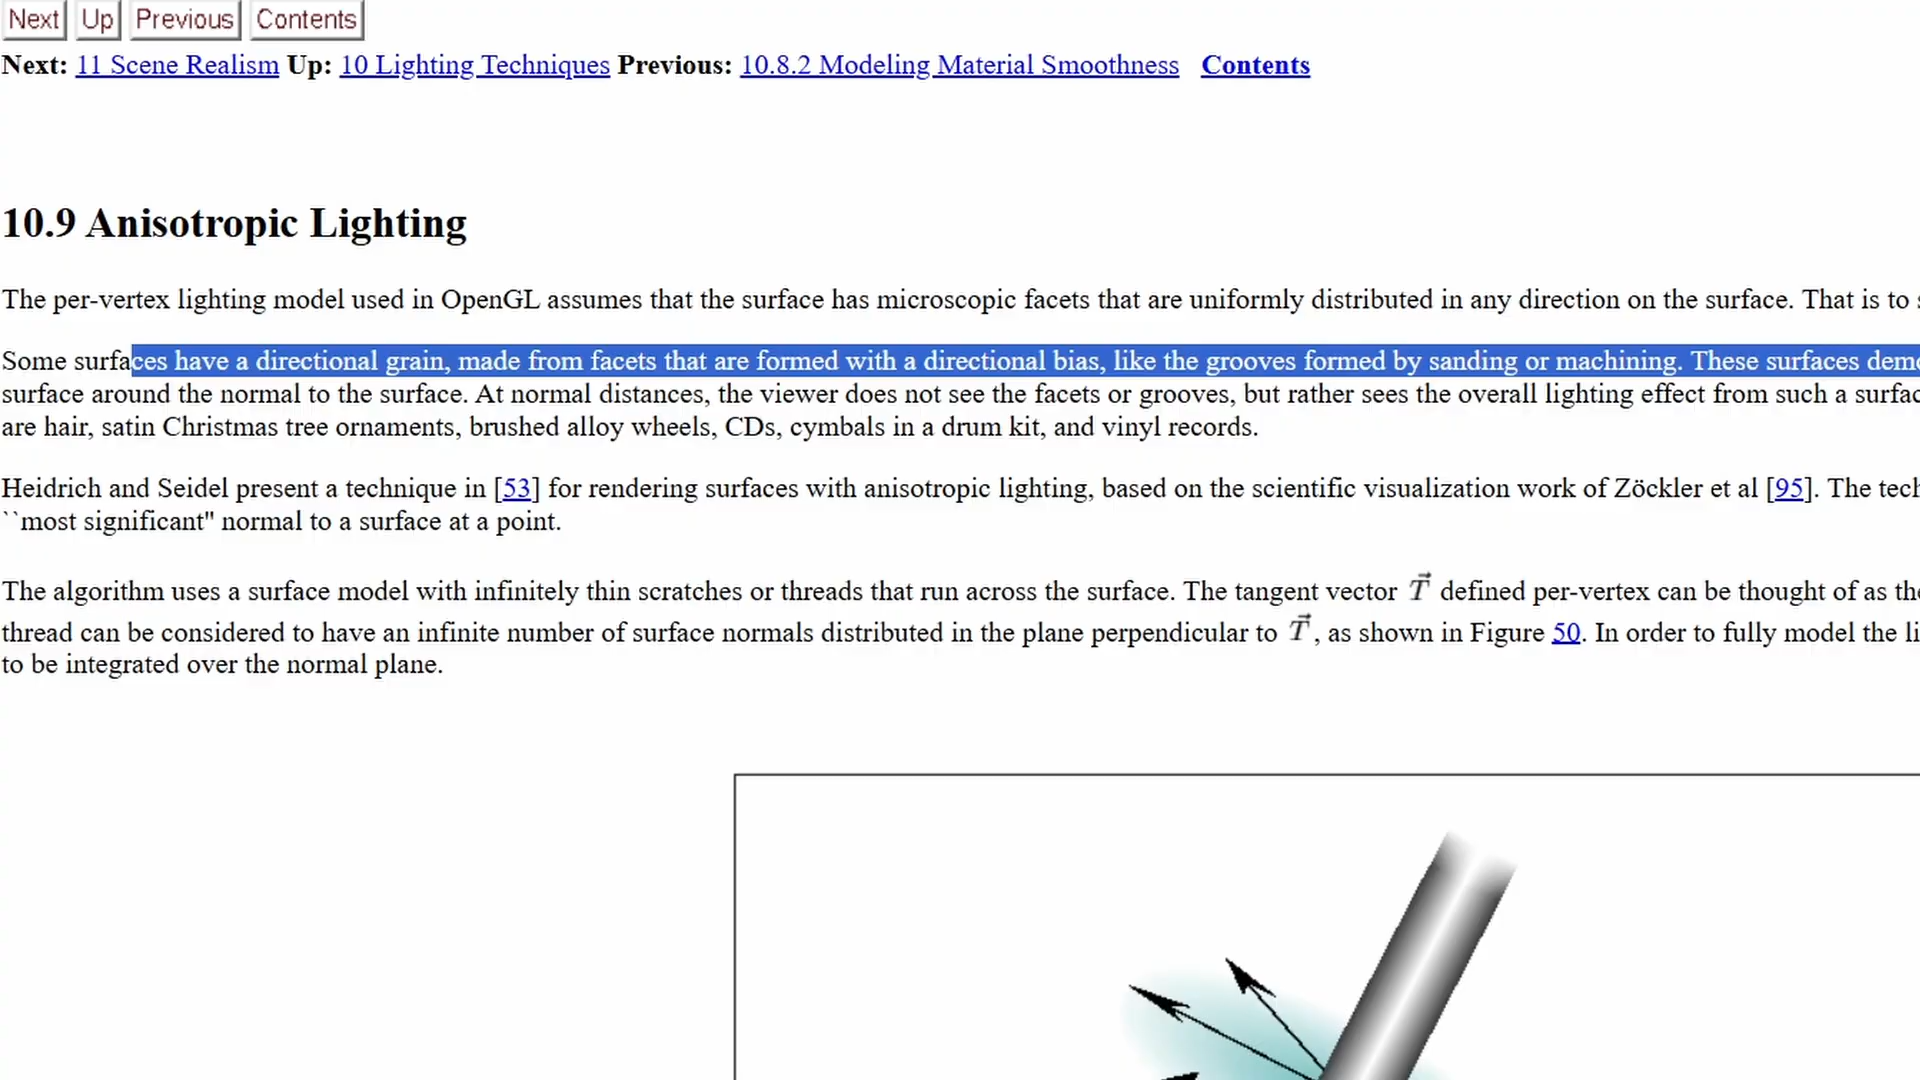 Next Up Previous Contents
Next: 11 Scene Realism Up: 10 Lighting Techniques Previous: 10.8.2 Modeling Material Smoothness Contents
10.9 Anisotropic Lighting
The per-vertex lighting model used in OpenGL assumes that the surface has microscopic facets that are uniformly distributed in any direction on the surface. That is to
Some surfaces have a directional grain, made from facets that are formed with a directional bias, like the grooves formed by sanding or machining. These surfaces
surface around the normal to the surface. At normal distances, the viewer does not see the facets or grooves, but rather sees the overall lighting effect from such a
are hair, satin Christmas tree ornaments, brushed alloy wheels, CDs, cymbals in a drum kit, and vinyl records.
Heidrich and Seidel present a technique in [53] for rendering surfaces with anisotropic lighting, based on the scientific visualization work of Zöckler et al [95]. The
``most significant'' normal to a surface at a point.
The algorithm uses a surface model with infinitely thin scratches or threads that run across the surface. The tangent vector T⃗ defined per-vertex can be thought of as
thread can be considered to have an infinite number of surface normals distributed in the plane perpendicular to T⃗, as shown in Figure 50. In order to fully model the
to be integrated over the normal plane.